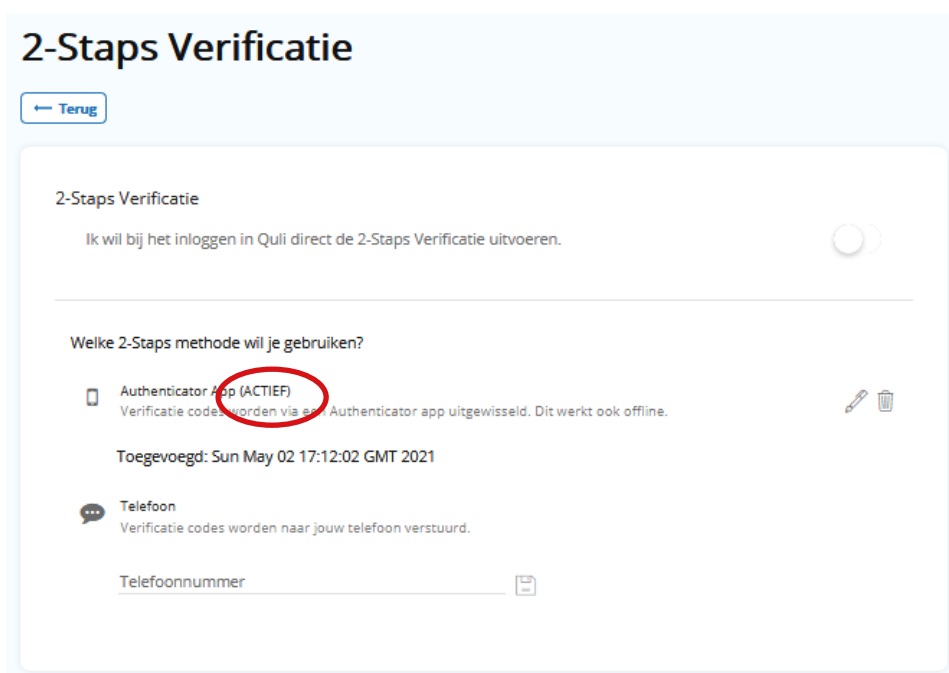 2-Staps Verificatie
← Terug
2-Staps Verificatie
Ik wil bij het inloggen in Quli direct de 2-Staps Verificatie uitvoeren.
Welke 2-Staps methode wil je gebruiken?
Authenticator App (ACTIEF)
Verificatie codes worden via een Authenticator app uitgewisseld. Dit werkt ook offline.
Toegevoegd: Sun May 02 17:12:02 GMT 2021
Telefoon
Verificatie codes worden naar jouw telefoon verstuurd.
Telefoonnummer